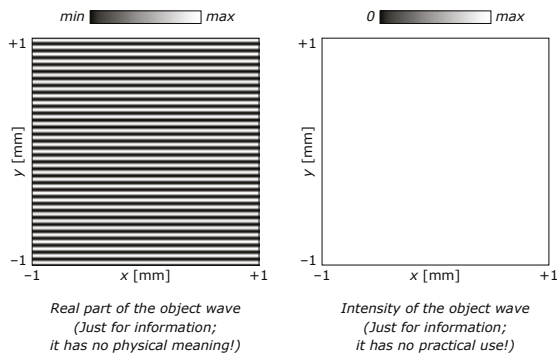 min max
0 max
+1
y [mm]
−1
−1 x [mm] +1
+1
y [mm]
−1
−1 x [mm] +1
Real part of the object wave
(Just for information;
it has no physical meaning!)
Intensity of the object wave
(Just for information;
it has no practical use!)